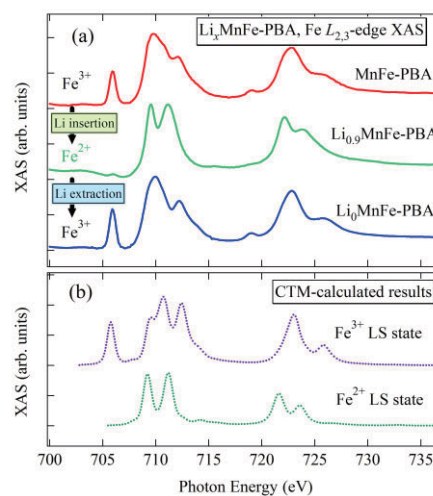 (a)
LiₓMnFe-PBA, Fe L₂,₃-edge XAS
Fe³⁺
MnFe-PBA
Li insertion
Fe²⁺
Li₀.₉MnFe-PBA
Li extraction
Fe³⁺
Li₀MnFe-PBA
XAS (arb. units)
(b)
CTM-calculated results
Fe³⁺ LS state
Fe²⁺ LS state
XAS (arb. units)
700 705 710 715 720 725 730 735
Photon Energy (eV)